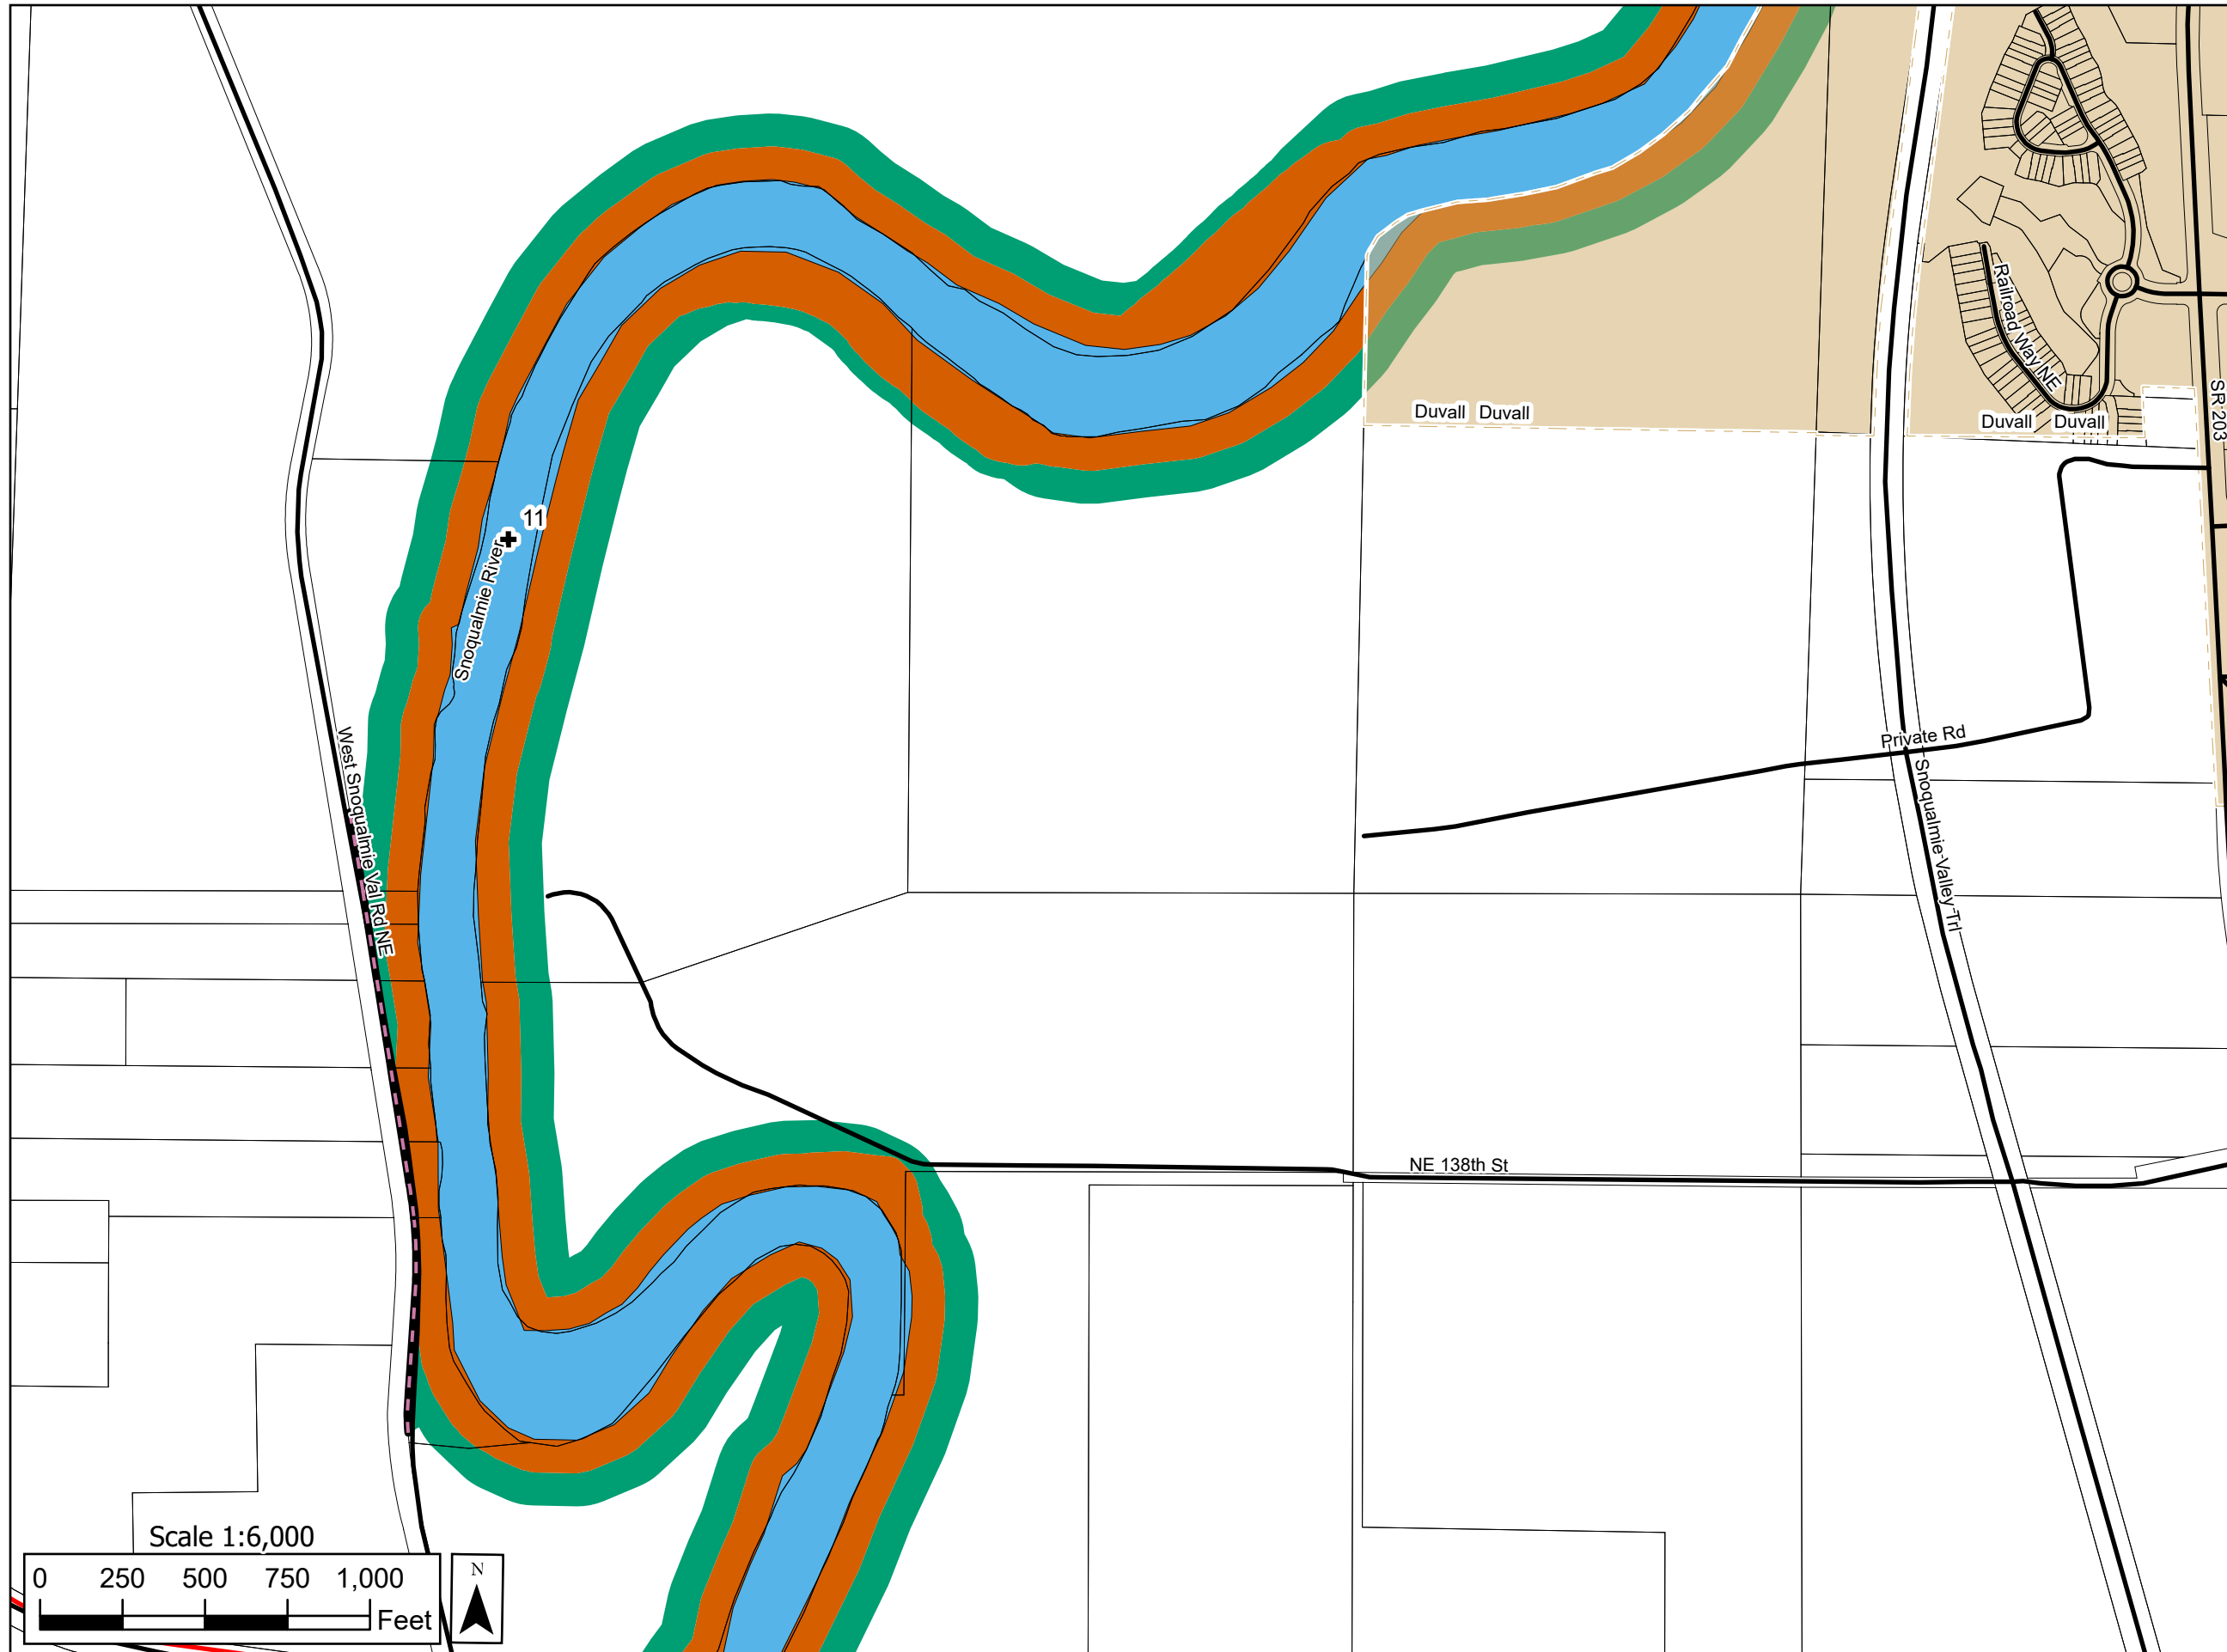 Railroad Way NE
SR 203
Duvall Duvall
Duvall Duvall
11
Snoqualmie River
West Snoqualmie Val Rd NE
Private Rd
Snoqualmie-Valley-Trl
NE 138th St
Scale 1:6,000
0 250 500 750 1,000
Feet
N